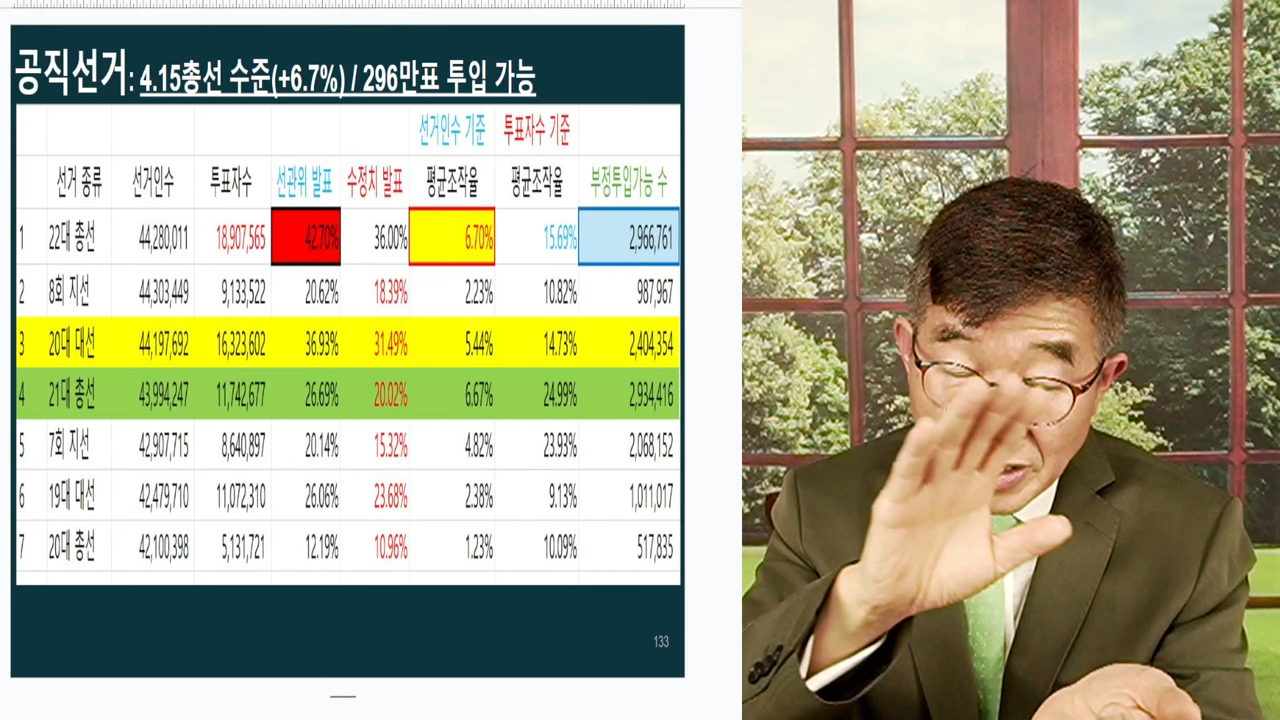 공직선거: 4.15총선 수준(+6.7%) / 296만표 투입 가능
선거인수 기준 투표자수 기준
선거 종류 선거인수 투표자수 선관위 발표 수정치 발표 평균조작율 평균조작율 부정투입가능 수
1 22대 총선 44,280,011 18,907,565 42.70% 36.00% 6.70% 15.69% 2,966,761
2 8회 지선 44,303,449 9,133,522 20.62% 18.39% 2.23% 10.82% 987,967
3 20대 대선 44,197,692 16,323,602 36.93% 31.49% 5.44% 14.73% 2,404,354
4 21대 총선 43,994,247 11,742,677 26.69% 20.02% 6.67% 24.99% 2,934,416
5 7회 지선 42,907,715 8,640,897 20.14% 15.32% 4.82% 23.93% 2,068,152
6 19대 대선 42,479,710 11,072,310 26.06% 23.68% 2.38% 9.13% 1,011,017
7 20대 총선 42,100,398 5,131,721 12.19% 10.96% 1.23% 10.09% 517,835
133